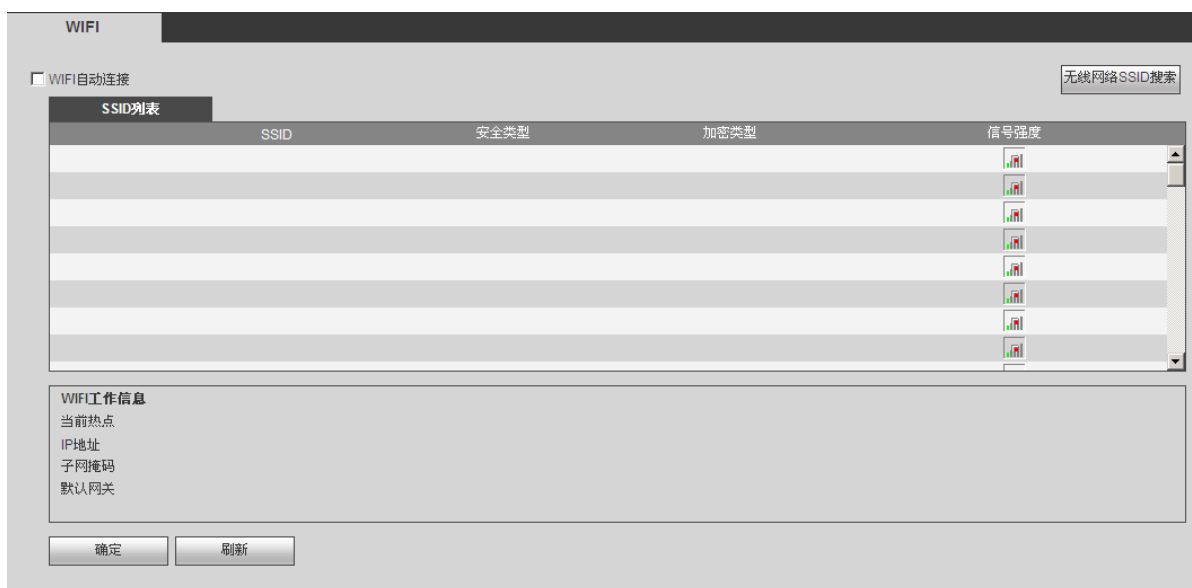 WIFI
WIFI自动连接
无线网络SSID搜索
SSID列表
SSID 安全类型 加密类型 信号强度
WIFI工作信息
当前热点
IP地址
子网掩码
默认网关
确定 刷新